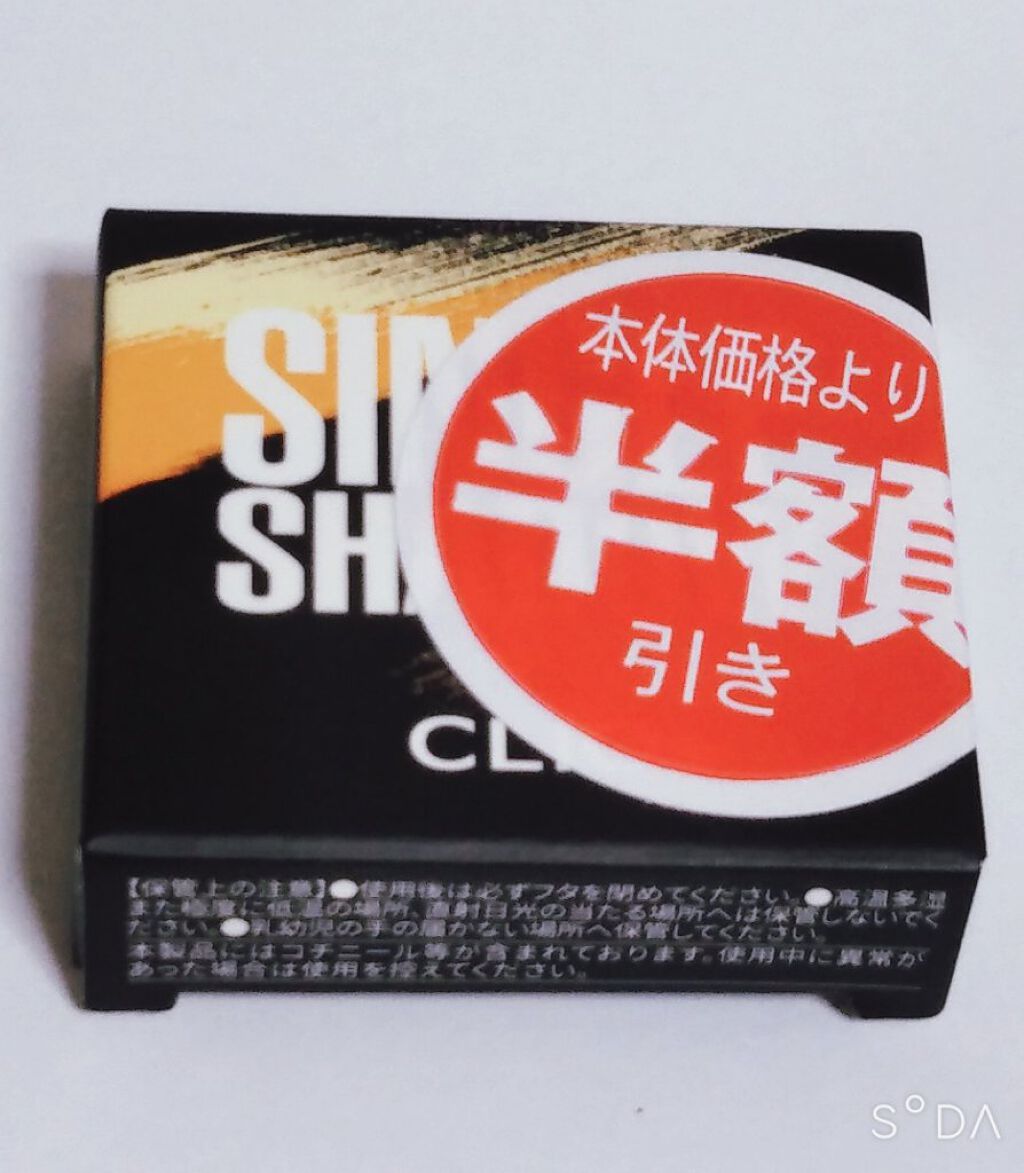 SIN
SHA
CL
本体価格より
半額
引き
【保管上の注意】●使用後は必ずフタを閉めてください。●高温多湿
また極度に低温の場所、直射日光の当たる場所へは保管しないでく
ださい。●乳幼児の手の届かない場所へ保管してください。
本製品にはコチニール等が含まれております。使用中に異常が
あった場合は使用を控えてください。
SODA